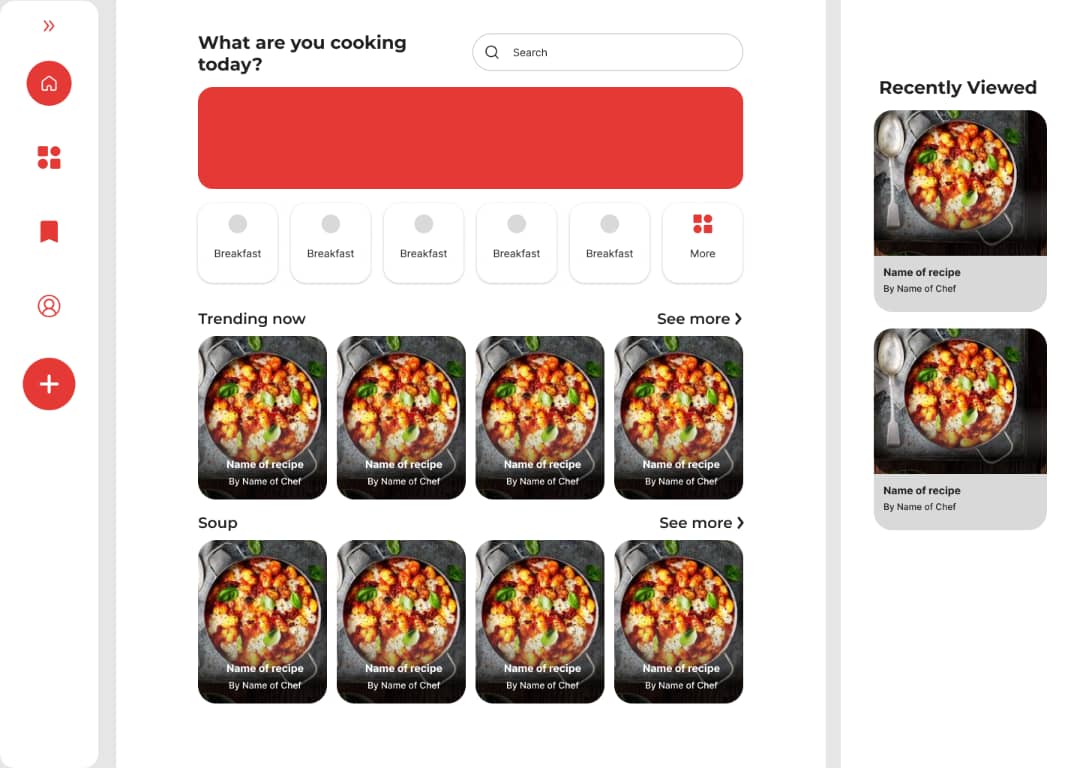 What are you cooking
today?
Search
Breakfast
Breakfast
Breakfast
Breakfast
Breakfast
More
Trending now
See more
Name of recipe
By Name of Chef
Name of recipe
By Name of Chef
Name of recipe
By Name of Chef
Name of recipe
By Name of Chef
Soup
See more
Name of recipe
By Name of Chef
Name of recipe
By Name of Chef
Name of recipe
By Name of Chef
Name of recipe
By Name of Chef
Recently Viewed
Name of recipe
By Name of Chef
Name of recipe
By Name of Chef